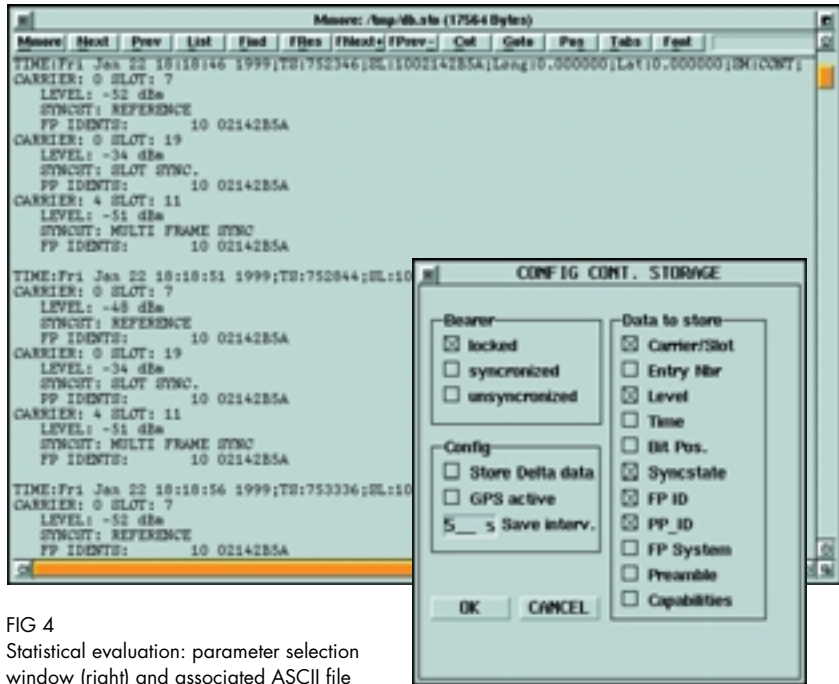 Mmore: /tmp/db.sto (17564 Bytes)
Mmore Next Prev List Find FRes FNext+ FPrev- Cut Goto Pos Tabs Font
TIME:Fri Jan 22 18:18:46 1999;TS:752346;SL:1002142B5A;Long:0.000000;Lat:0.000000;SM:CONT;
CARRIER: 0 SLOT: 7
LEVEL: -52 dBm
SYNCST: REFERENCE
FP IDENTS: 10 02142B5A
CARRIER: 0 SLOT: 19
LEVEL: -34 dBm
SYNCST: SLOT SYNC.
PP IDENTS: 10 02142B5A
CARRIER: 4 SLOT: 11
LEVEL: -51 dBm
SYNCST: MULTI FRAME SYNC
FP IDENTS: 10 02142B5A
TIME:Fri Jan 22 18:18:51 1999;TS:752844;SL:10
CARRIER: 0 SLOT: 7
LEVEL: -48 dBm
SYNCST: REFERENCE
FP IDENTS: 10 02142B5A
CARRIER: 0 SLOT: 19
LEVEL: -34 dBm
SYNCST: SLOT SYNC.
PP IDENTS: 10 02142B5A
CARRIER: 4 SLOT: 11
LEVEL: -51 dBm
SYNCST: MULTI FRAME SYNC
FP IDENTS: 10 02142B5A
TIME:Fri Jan 22 18:18:56 1999;TS:753336;SL:10
CARRIER: 0 SLOT: 7
LEVEL: -52 dBm
SYNCST: REFERENCE
FP IDENTS: 10 02142B5A
CONFIG CONT. STORAGE
Bearer
locked
syncronized
unsyncronized
Config
Store Delta data
GPS active
5__ s Save interv.
OK CANCEL
Data to store
Carrier/Slot
Entry Nbr
Level
Time
Bit Pos.
Syncstate
FP ID
PP_ID
FP System
Preamble
Capabilities
FIG 4
Statistical evaluation: parameter selection
window (right) and associated ASCII file